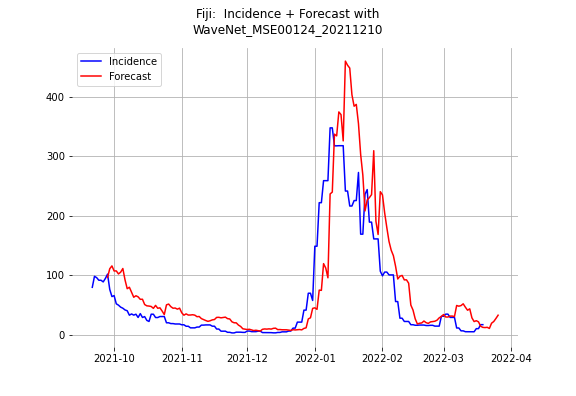 Fiji:  Incidence + Forecast with
WaveNet_MSE00124_20211210
Incidence
Forecast
400
300
200
100
0
2021-10 2021-11 2021-12 2022-01 2022-02 2022-03 2022-04